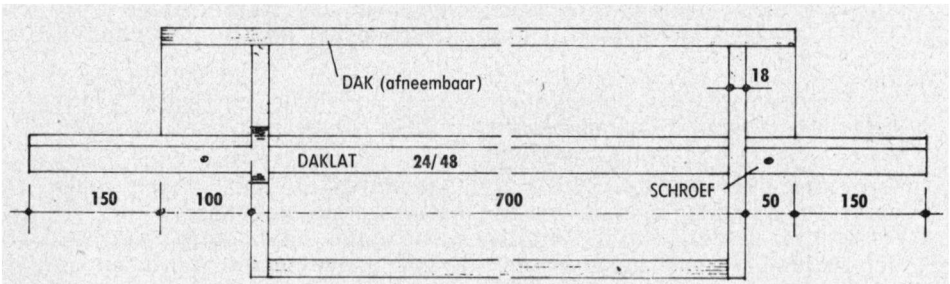 DAK (afneembaar)
18
DAKLAT 24/48
SCHROEF
150 100 700 50 150